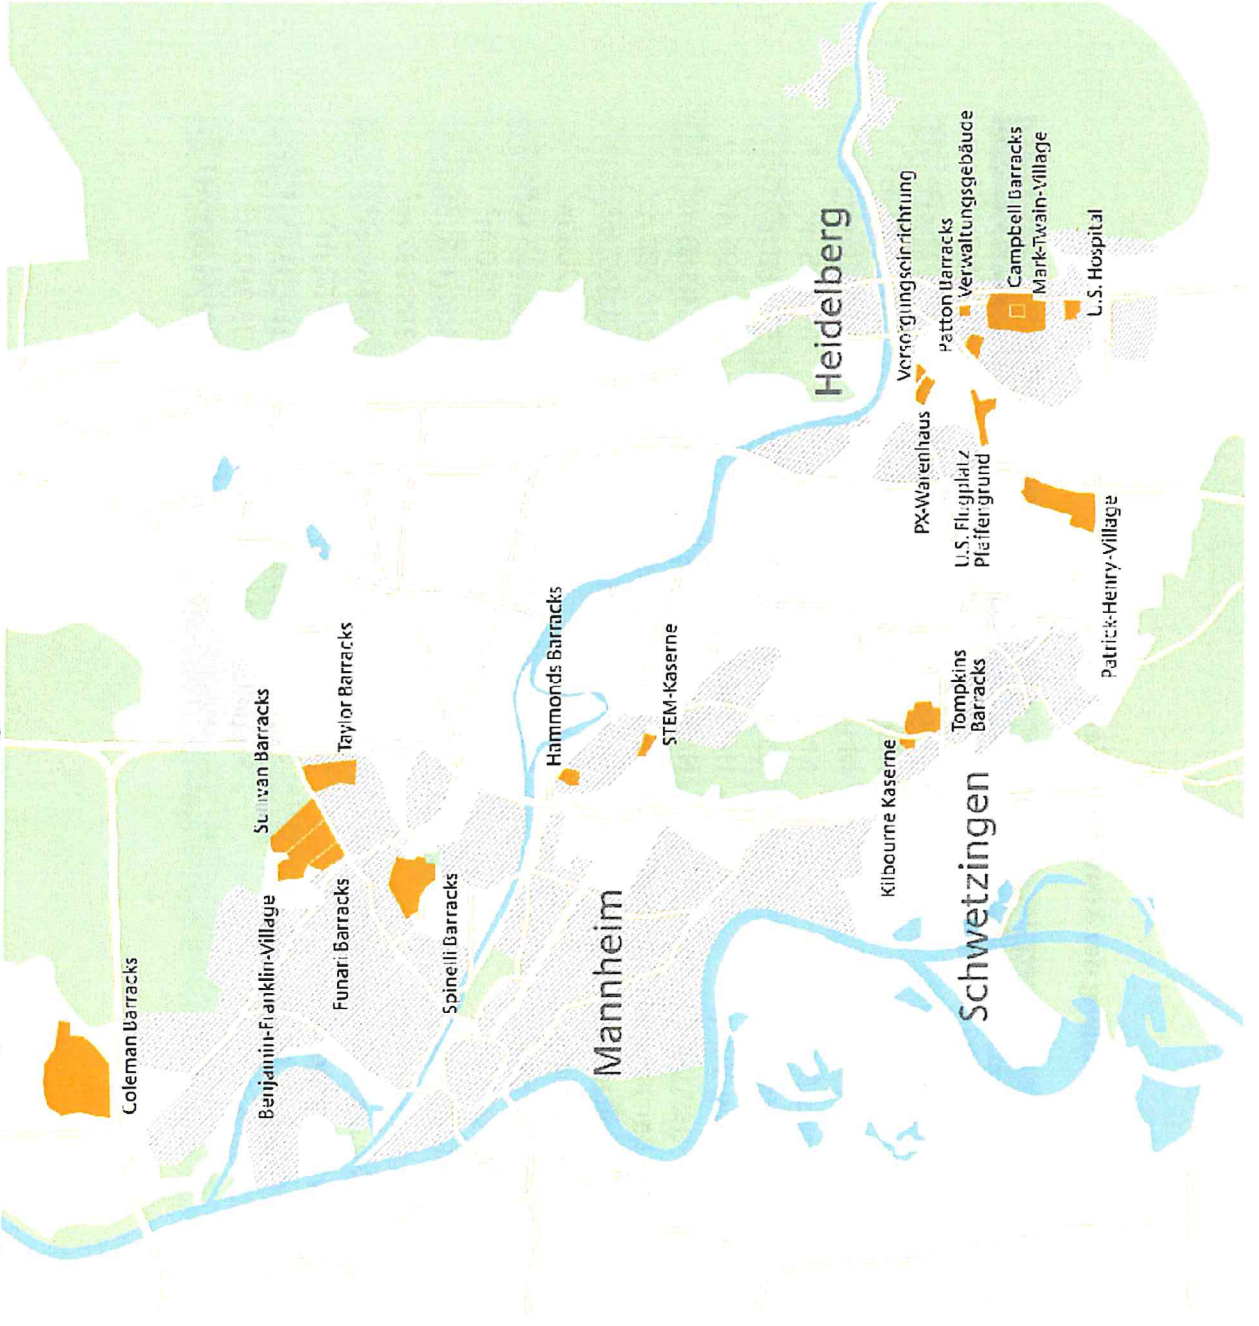 Coleman Barracks
Benjamin-Franklin-Village
Sullivan Barracks
Funari Barracks
Taylor Barracks
Spinelli Barracks
Hammonds Barracks
Mannheim
STEM-Kaserne
Heidelberg
Versorgungseinrichtung
PX-Warenhaus
Patton Barracks
Verwaltungsgebäude
U.S. Flugplatz
Pfaffengrund
Campbell Barracks
Mark-Twain-Village
U.S. Hospital
Patrick-Henry-Village
Kilbourne Kaserne
Tompkins
Barracks
Schwetzingen